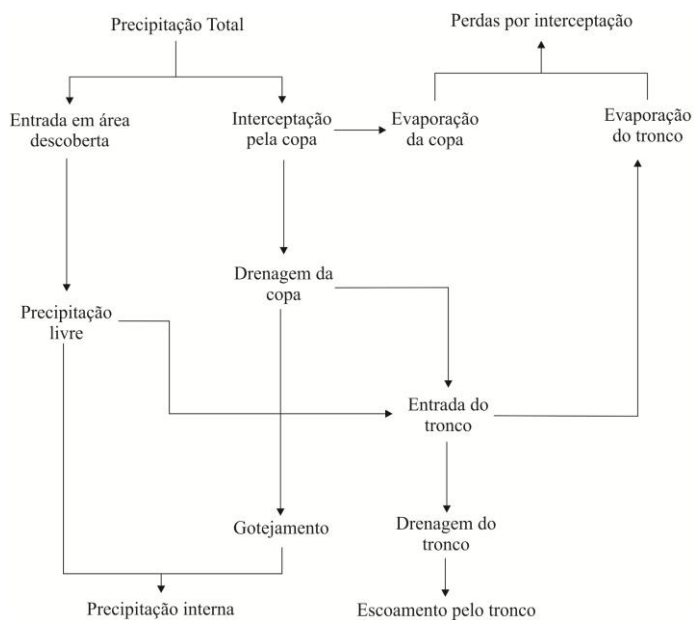 Precipitação Total
Perdas por interceptação
Entrada em área
descoberta
Interceptação
pela copa
Evaporação
da copa
Evaporação
do tronco
Drenagem da
copa
Precipitação
livre
Entrada do
tronco
Gotejamento
Drenagem do
tronco
Precipitação interna
Escoamento pelo tronco